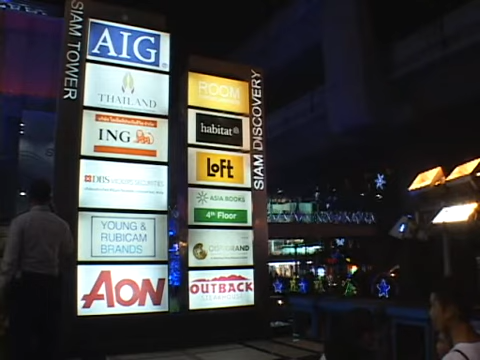 SIAM TOWER
AIG
THAILAND
ING
DBS VICKERS SECURITIES
YOUNG &
RUBICAM
BRANDS
AON
SIAM DISCOVERY
ROOM
habitat
LOFT
ASIA BOOKS
4th Floor
OUTBACK
STEAKHOUSE